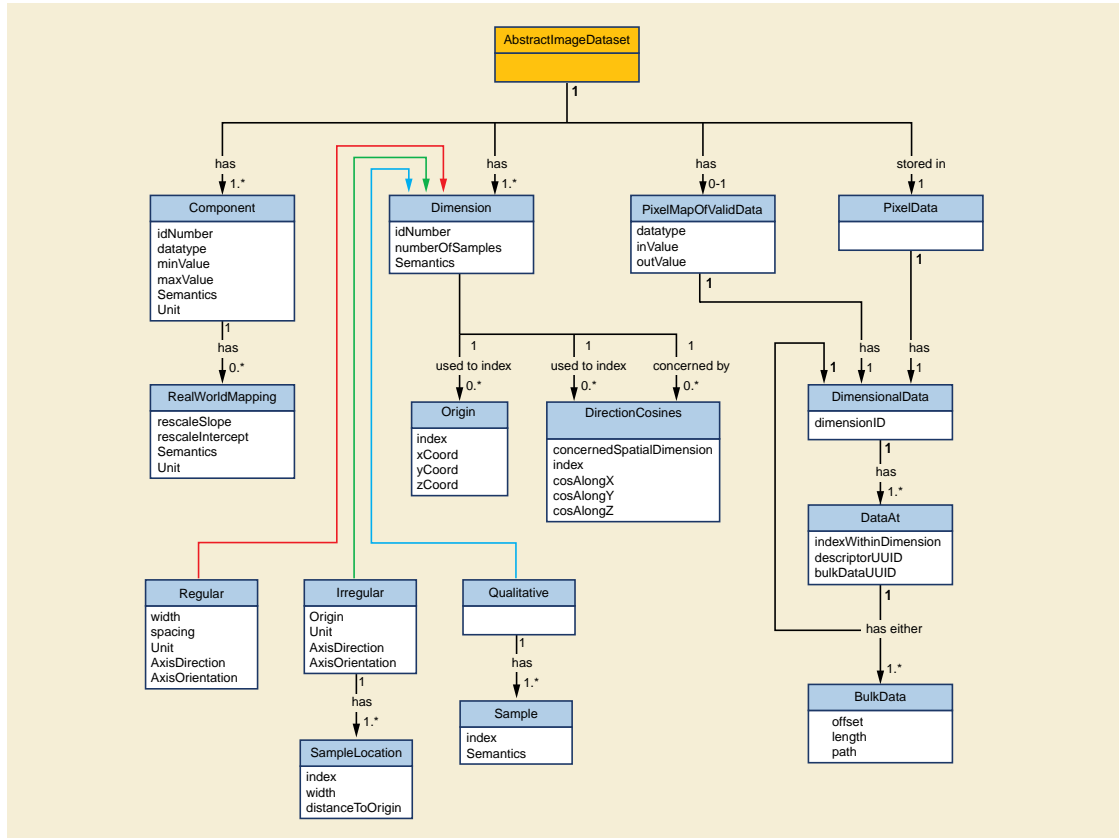 AbstractImageDataset
1
has
1.*
has
1.*
has
0-1
stored in
1
Component
idNumber
datatype
minValue
maxValue
Semantics
Unit
Dimension
idNumber
numberOfSamples
Semantics
PixelMapOfValidData
datatype
inValue
outValue
PixelData
1
has
0.*
1
used to index
0.*
1
used to index
0.*
1
concerned by
0.*
1
has
1
1
has
1
1
RealWorldMapping
rescaleSlope
rescaleIntercept
Semantics
Unit
Origin
index
xCoord
yCoord
zCoord
DirectionCosines
concernedSpatialDimension
index
cosAlongX
cosAlongY
cosAlongZ
DimensionalData
dimensionID
1
has
1.*
DataAt
indexWithinDimension
descriptorUUID
bulkDataUUID
1
has either
1.*
Regular
width
spacing
Unit
AxisDirection
AxisOrientation
Irregular
Origin
Unit
AxisDirection
AxisOrientation
1
has
1.*
Qualitative
1
has
1.*
SampleLocation
index
width
distanceToOrigin
Sample
index
Semantics
BulkData
offset
length
path